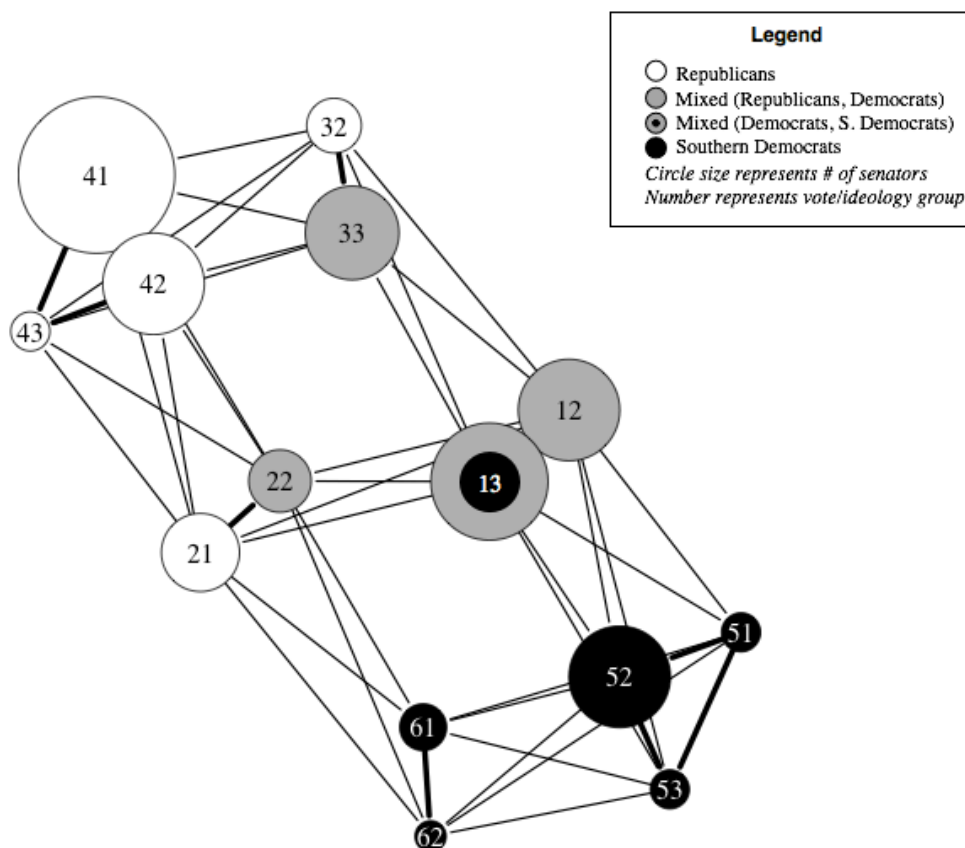 Legend
Republicans
Mixed (Republicans, Democrats)
Mixed (Democrats, S. Democrats)
Southern Democrats
Circle size represents # of senators
Number represents vote/ideology group
32
41
33
42
43
12
22
13
21
51
52
61
53
62